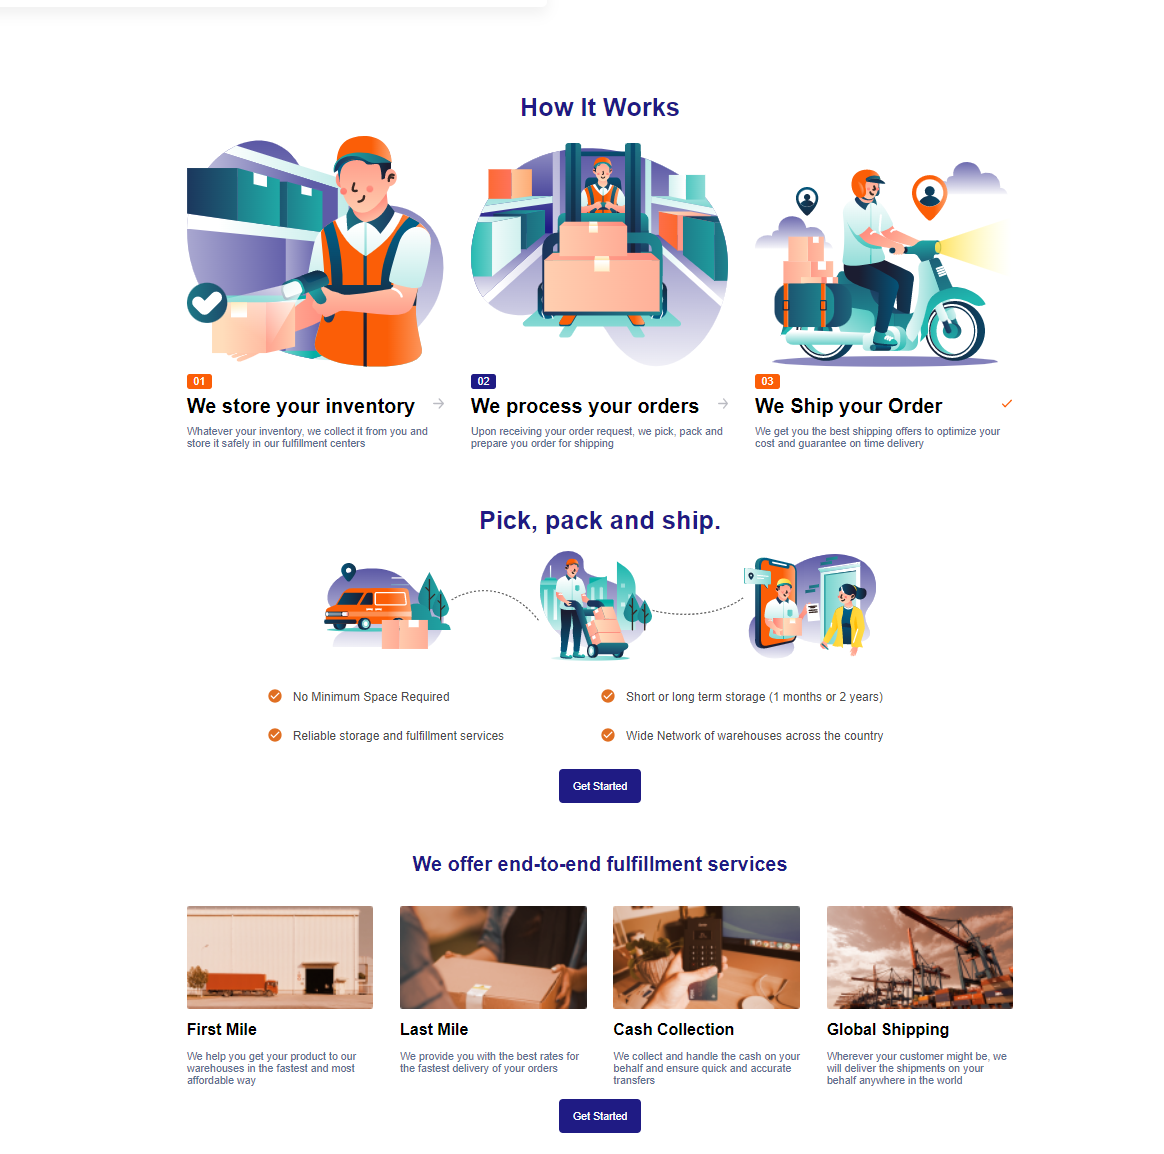 How It Works
01
We store your inventory
Whatever your inventory, we collect it from you and
store it safely in our fulfillment centers
02
We process your orders
Upon receiving your order request, we pick, pack and
prepare you order for shipping
03
We Ship your Order
We get you the best shipping offers to optimize your
cost and guarantee on time delivery
Pick, pack and ship.
No Minimum Space Required
Short or long term storage (1 months or 2 years)
Reliable storage and fulfillment services
Wide Network of warehouses across the country
Get Started
We offer end-to-end fulfillment services
First Mile
We help you get your product to our
warehouses in the fastest and most
affordable way
Last Mile
We provide you with the best rates for
the fastest delivery of your orders
Cash Collection
We collect and handle the cash on your
behalf and ensure quick and accurate
transfers
Global Shipping
Wherever your customer might be, we
will deliver the shipments on your
behalf anywhere in the world
Get Started